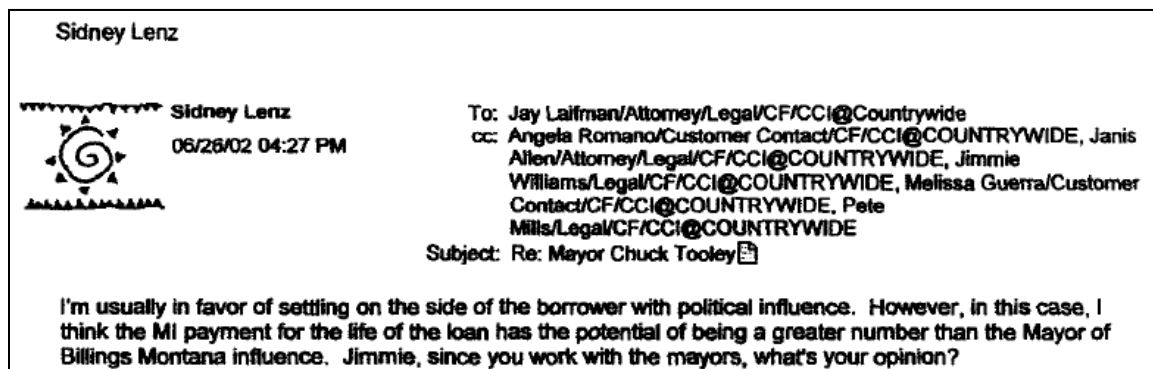 Sidney Lenz
Sidney Lenz
06/26/02 04:27 PM
To: Jay Laifman/Attorney/Legal/CF/CCI@Countrywide
cc: Angela Romano/Customer Contact/CF/CCI@COUNTRYWIDE, Janis
Allen/Attorney/Legal/CF/CCI@COUNTRYWIDE, Jimmie
Williams/Legal/CF/CCI@COUNTRYWIDE, Melissa Guerra/Customer
Contact/CF/CCI@COUNTRYWIDE, Pete
Mills/Legal/CF/CCI@COUNTRYWIDE
Subject: Re: Mayor Chuck Tooley
I'm usually in favor of settling on the side of the borrower with political influence. However, in this case, I
think the MI payment for the life of the loan has the potential of being a greater number than the Mayor of
Billings Montana influence. Jimmie, since you work with the mayors, what's your opinion?